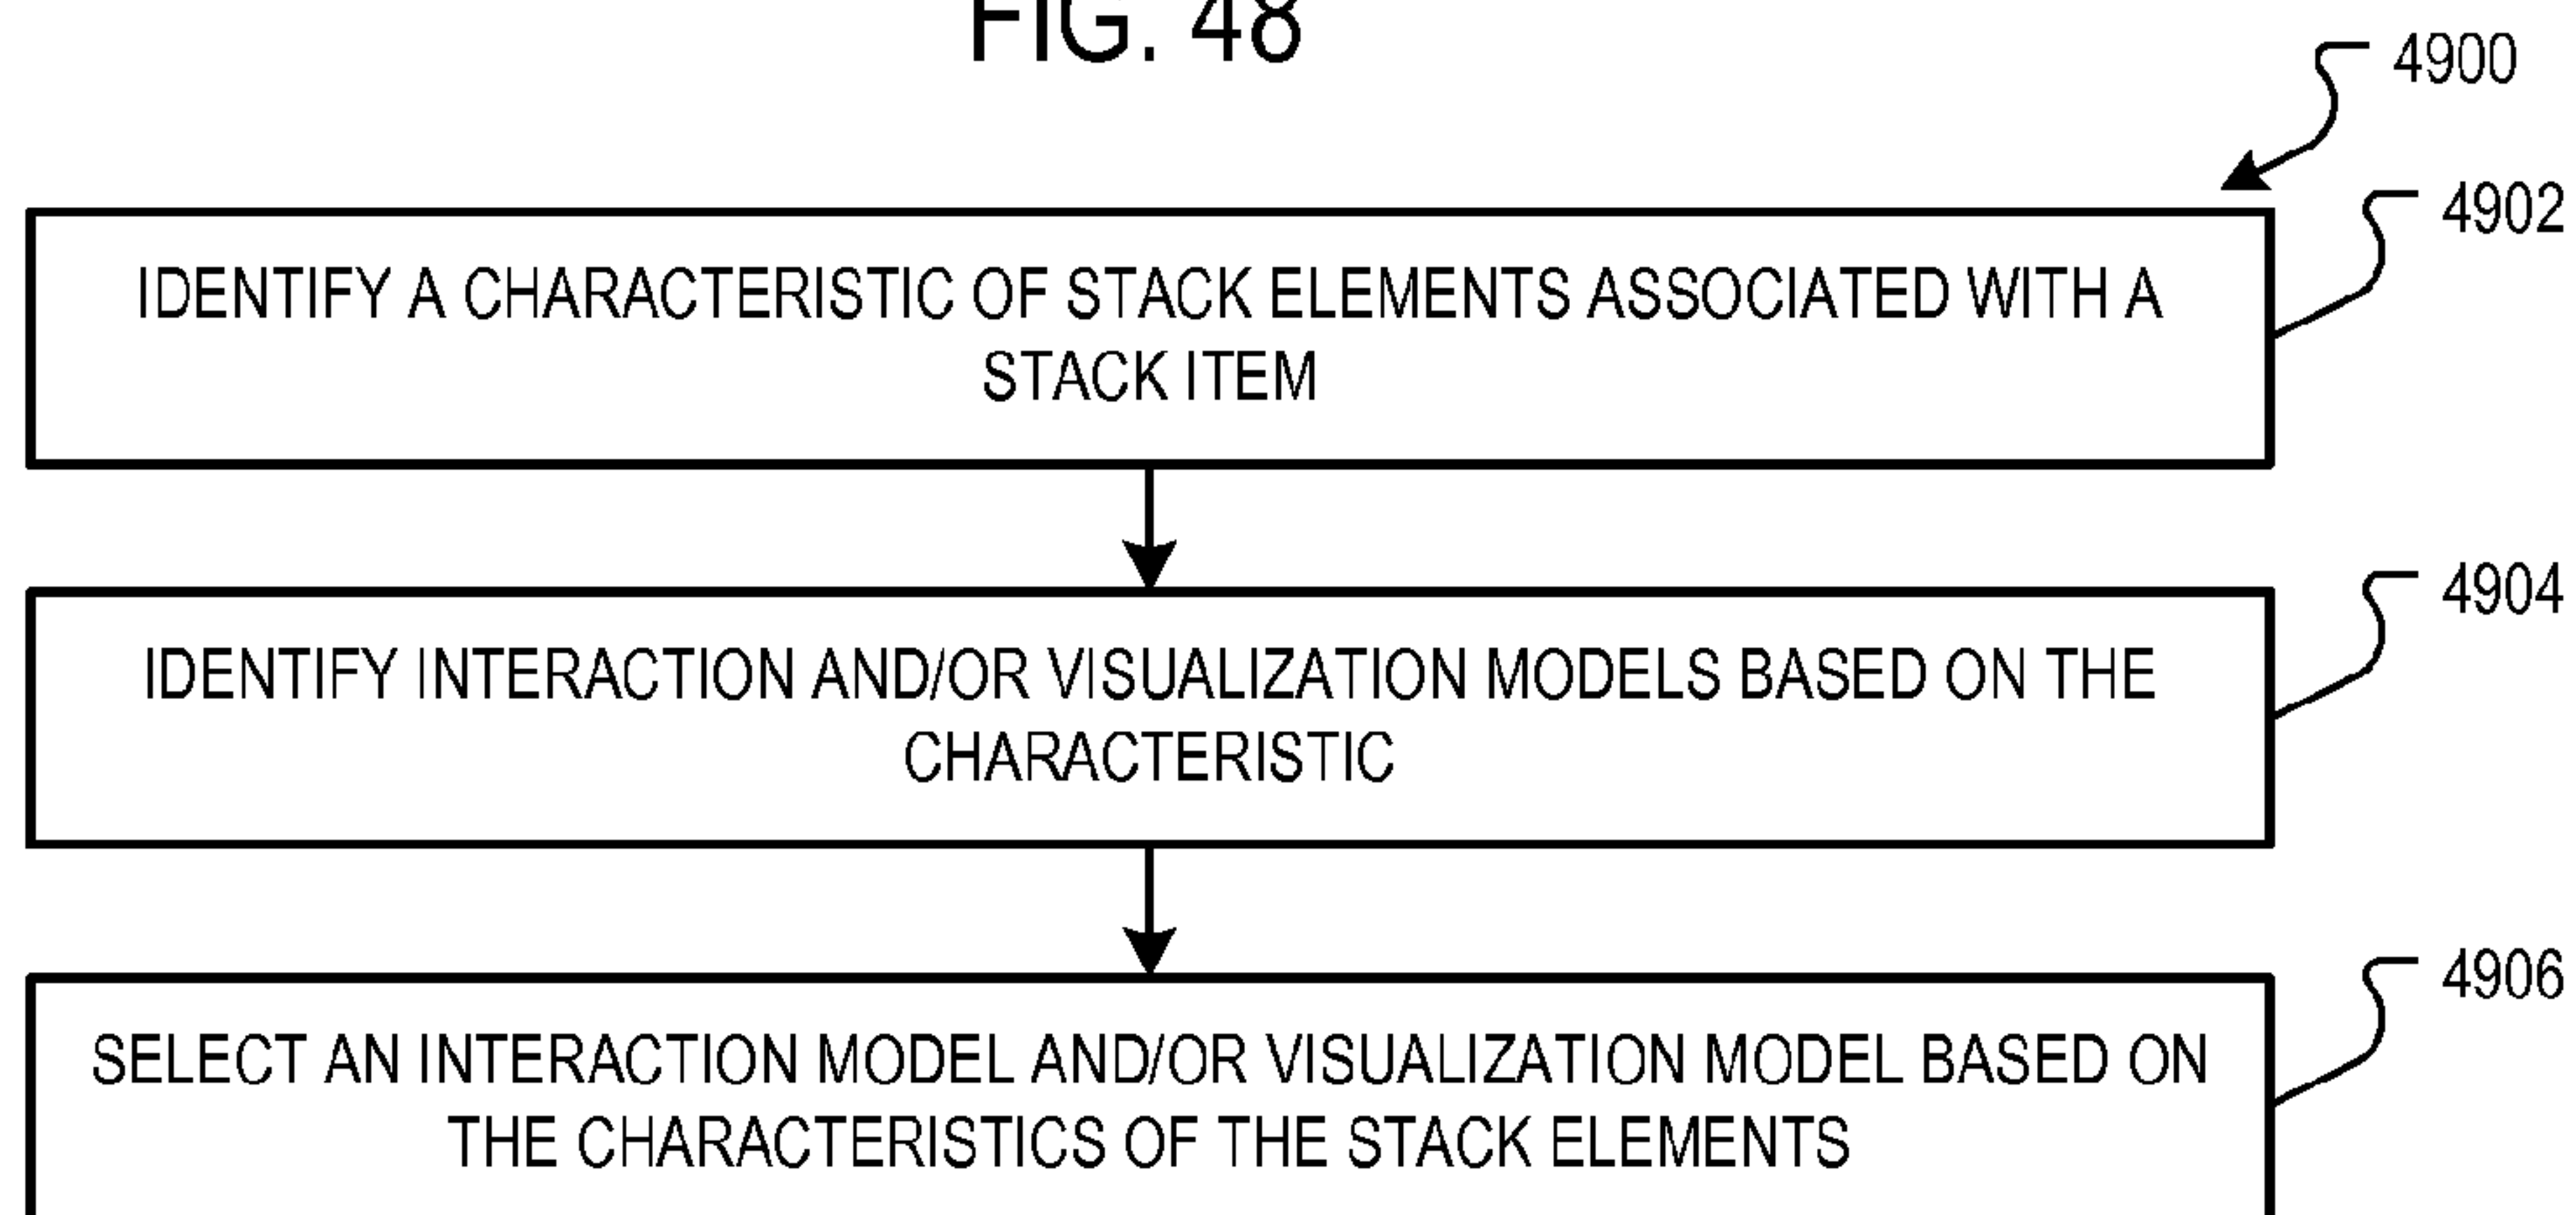 FIG. 48
4900
4902
IDENTIFY A CHARACTERISTIC OF STACK ELEMENTS ASSOCIATED WITH A
STACK ITEM
4904
IDENTIFY INTERACTION AND/OR VISUALIZATION MODELS BASED ON THE
CHARACTERISTIC
4906
SELECT AN INTERACTION MODEL AND/OR VISUALIZATION MODEL BASED ON
THE CHARACTERISTICS OF THE STACK ELEMENTS